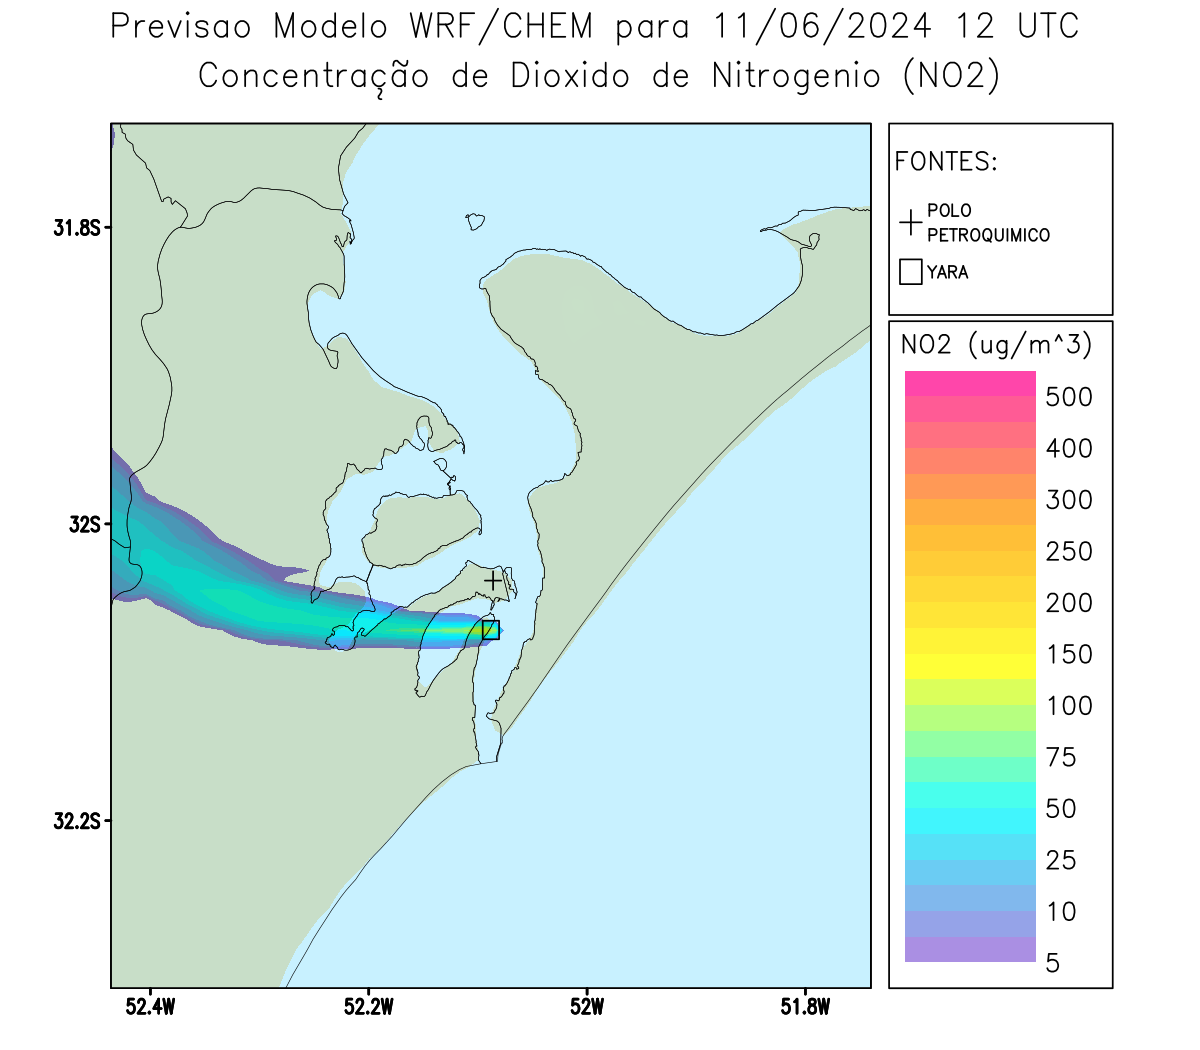 Previsao Modelo WRF/CHEM para 11/06/2024 12 UTC
Concentração de Dioxido de Nitrogenio (NO2)
FONTES:
POLO
PETROQUIMICO
YARA
31.8S
32S
32.2S
52.4W
52.2W
52W
51.8W
NO2 (ug/m^3)
500
400
300
250
200
150
100
75
50
25
10
5